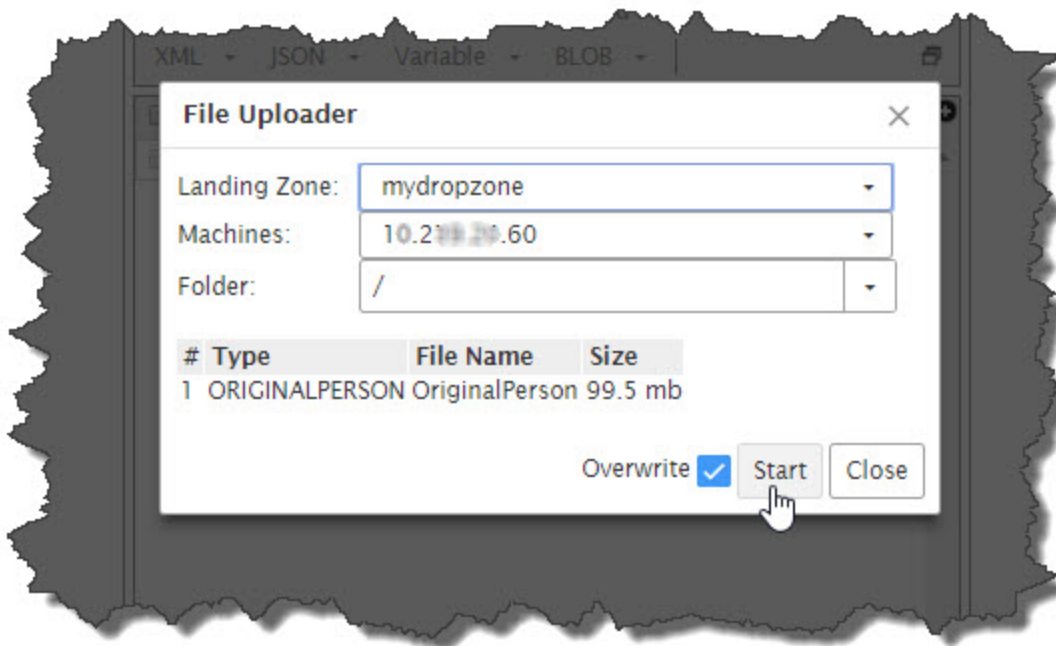 XML JSON Variable BLOB
File Uploader
Landing Zone: mydropzone
Machines:
Folder: /
# Type File Name Size
1 ORIGINALPERSON OriginalPerson 99.5 mb
Overwrite Start Close